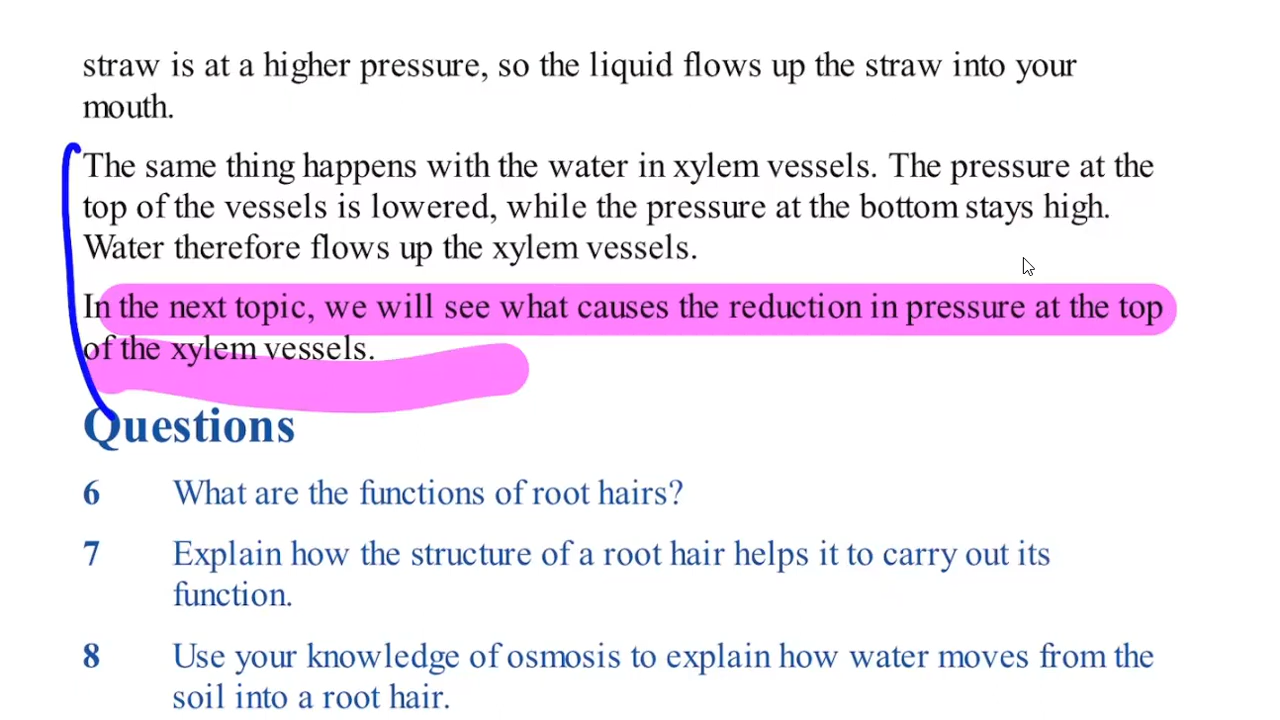 straw is at a higher pressure, so the liquid flows up the straw into your
mouth.
The same thing happens with the water in xylem vessels. The pressure at the
top of the vessels is lowered, while the pressure at the bottom stays high.
Water therefore flows up the xylem vessels.
In the next topic, we will see what causes the reduction in pressure at the top
of the xylem vessels.
Questions
6 What are the functions of root hairs?
7 Explain how the structure of a root hair helps it to carry out its
function.
8 Use your knowledge of osmosis to explain how water moves from the
soil into a root hair.